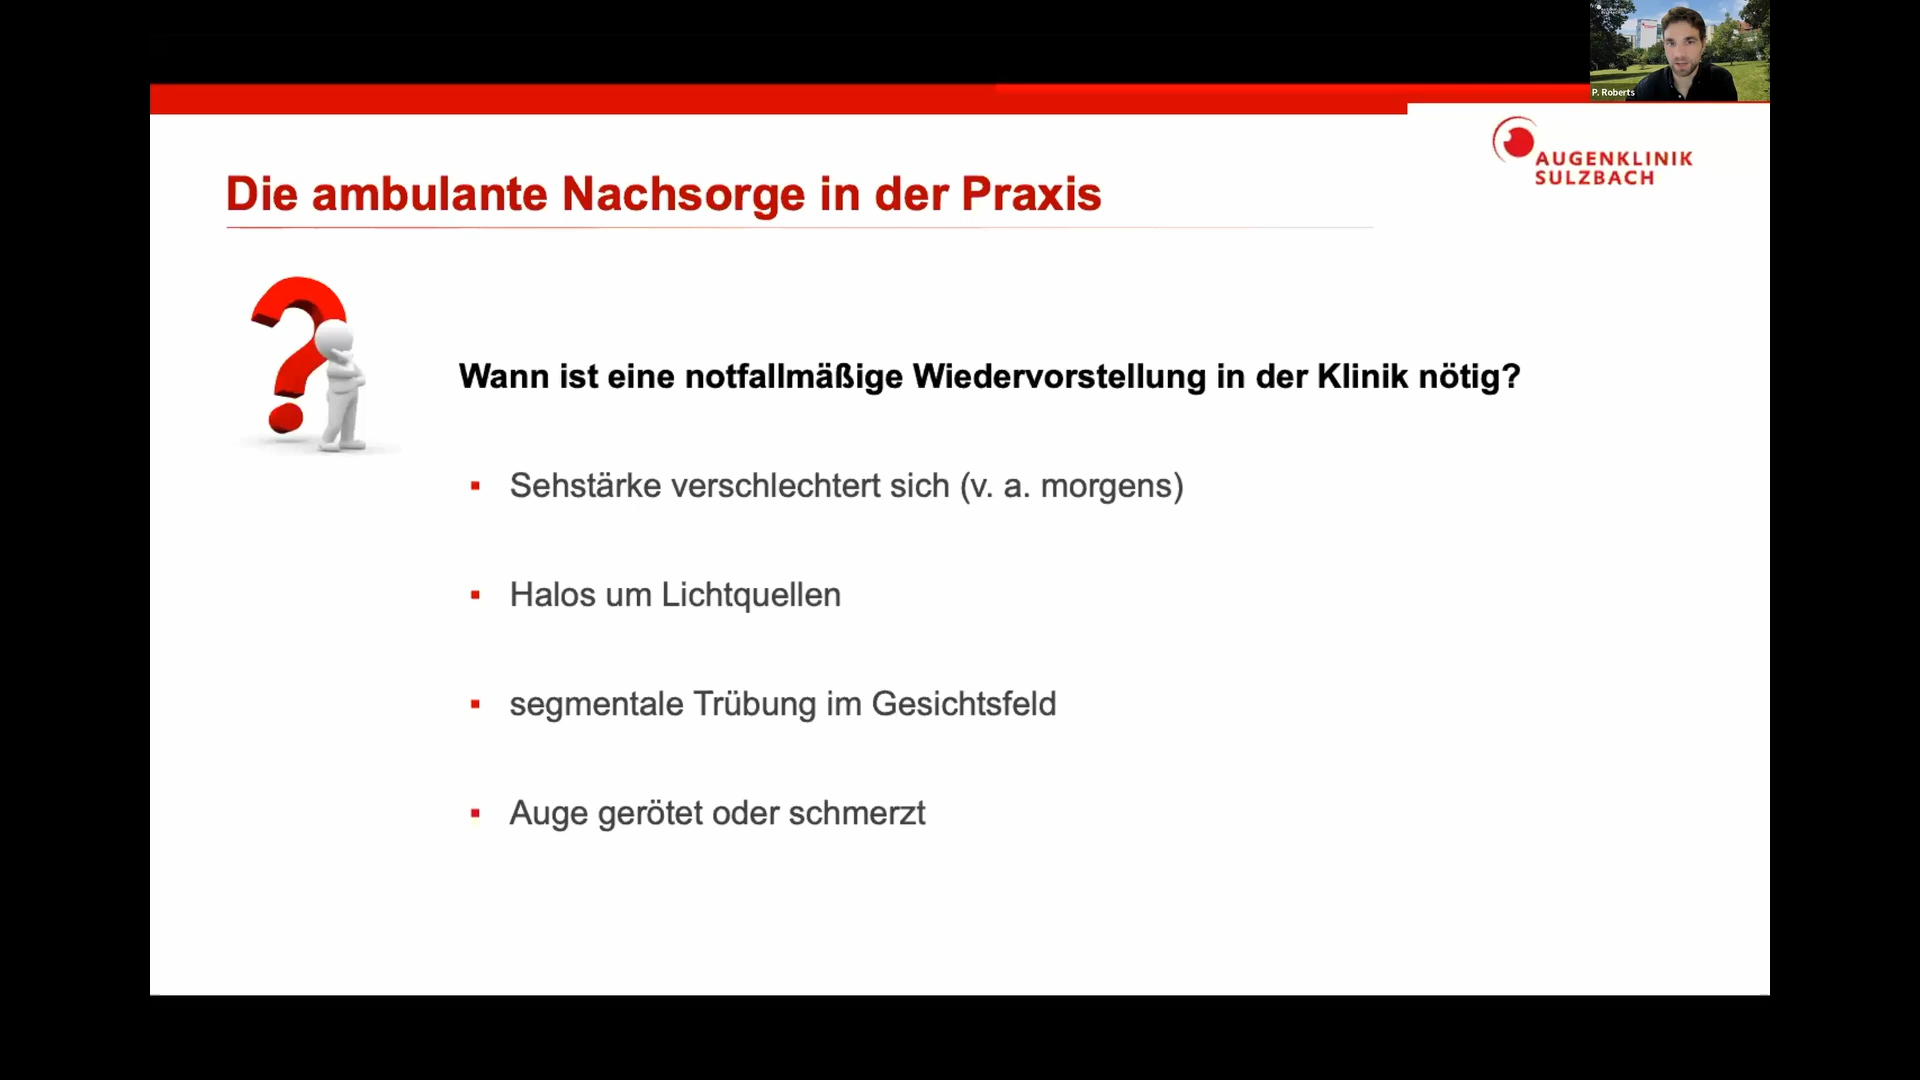 P. Roberts
AUGENKLINIK
SULZBACH
Die ambulante Nachsorge in der Praxis
Wann ist eine notfallmäßige Wiedervorstellung in der Klinik nötig?
▪ Sehstärke verschlechtert sich (v. a. morgens)
▪ Halos um Lichtquellen
▪ segmentale Trübung im Gesichtsfeld
▪ Auge gerötet oder schmerzt